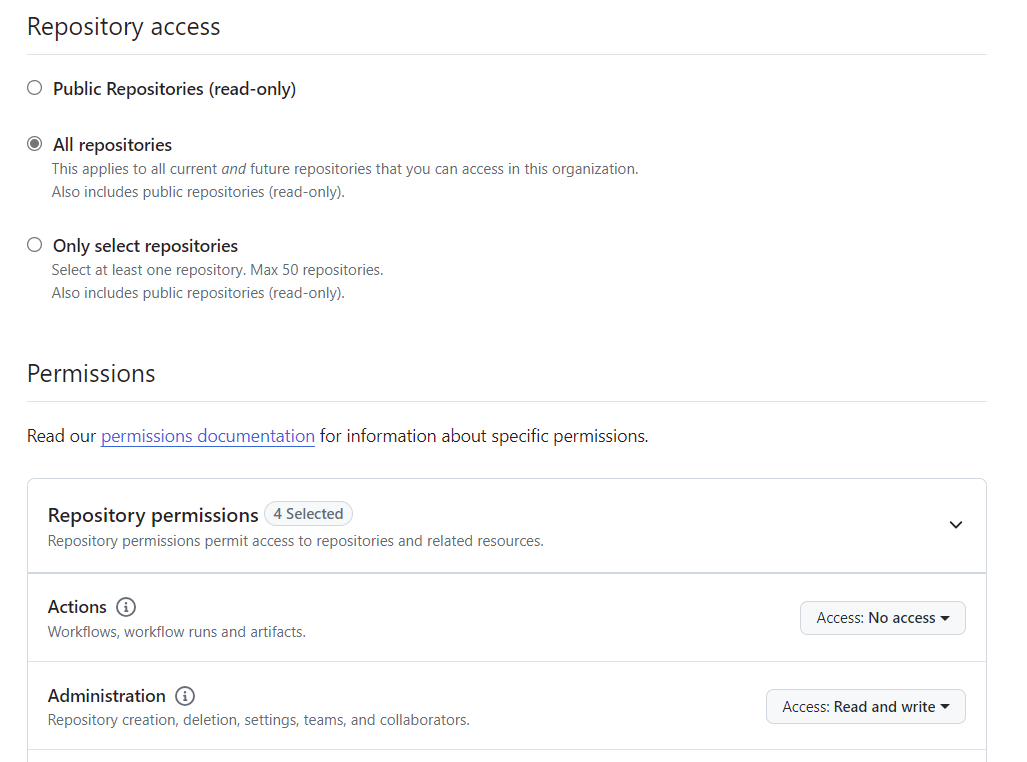 Repository access
Public Repositories (read-only)
All repositories
This applies to all current and future repositories that you can access in this organization.
Also includes public repositories (read-only).
Only select repositories
Select at least one repository. Max 50 repositories.
Also includes public repositories (read-only).
Permissions
Read our permissions documentation for information about specific permissions.
Repository permissions 4 Selected
Repository permissions permit access to repositories and related resources.
Actions
Workflows, workflow runs and artifacts.
Access: No access
Administration
Repository creation, deletion, settings, teams, and collaborators.
Access: Read and write